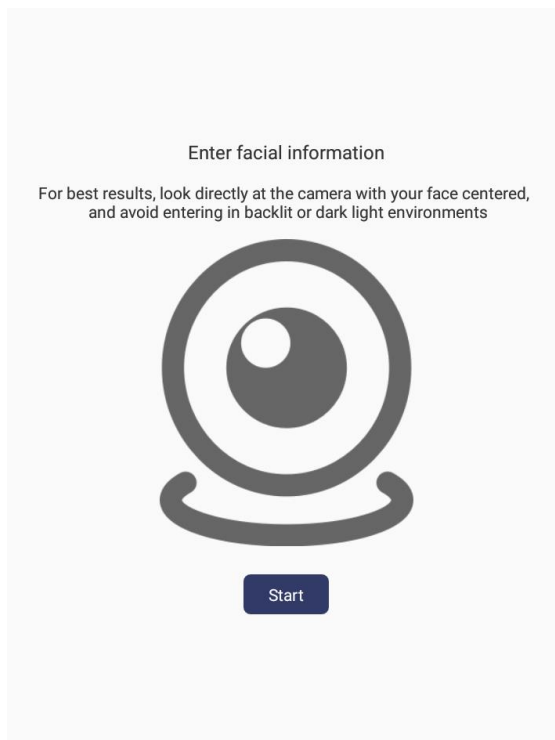 Enter facial information
For best results, look directly at the camera with your face centered,
and avoid entering in backlit or dark light environments
Start